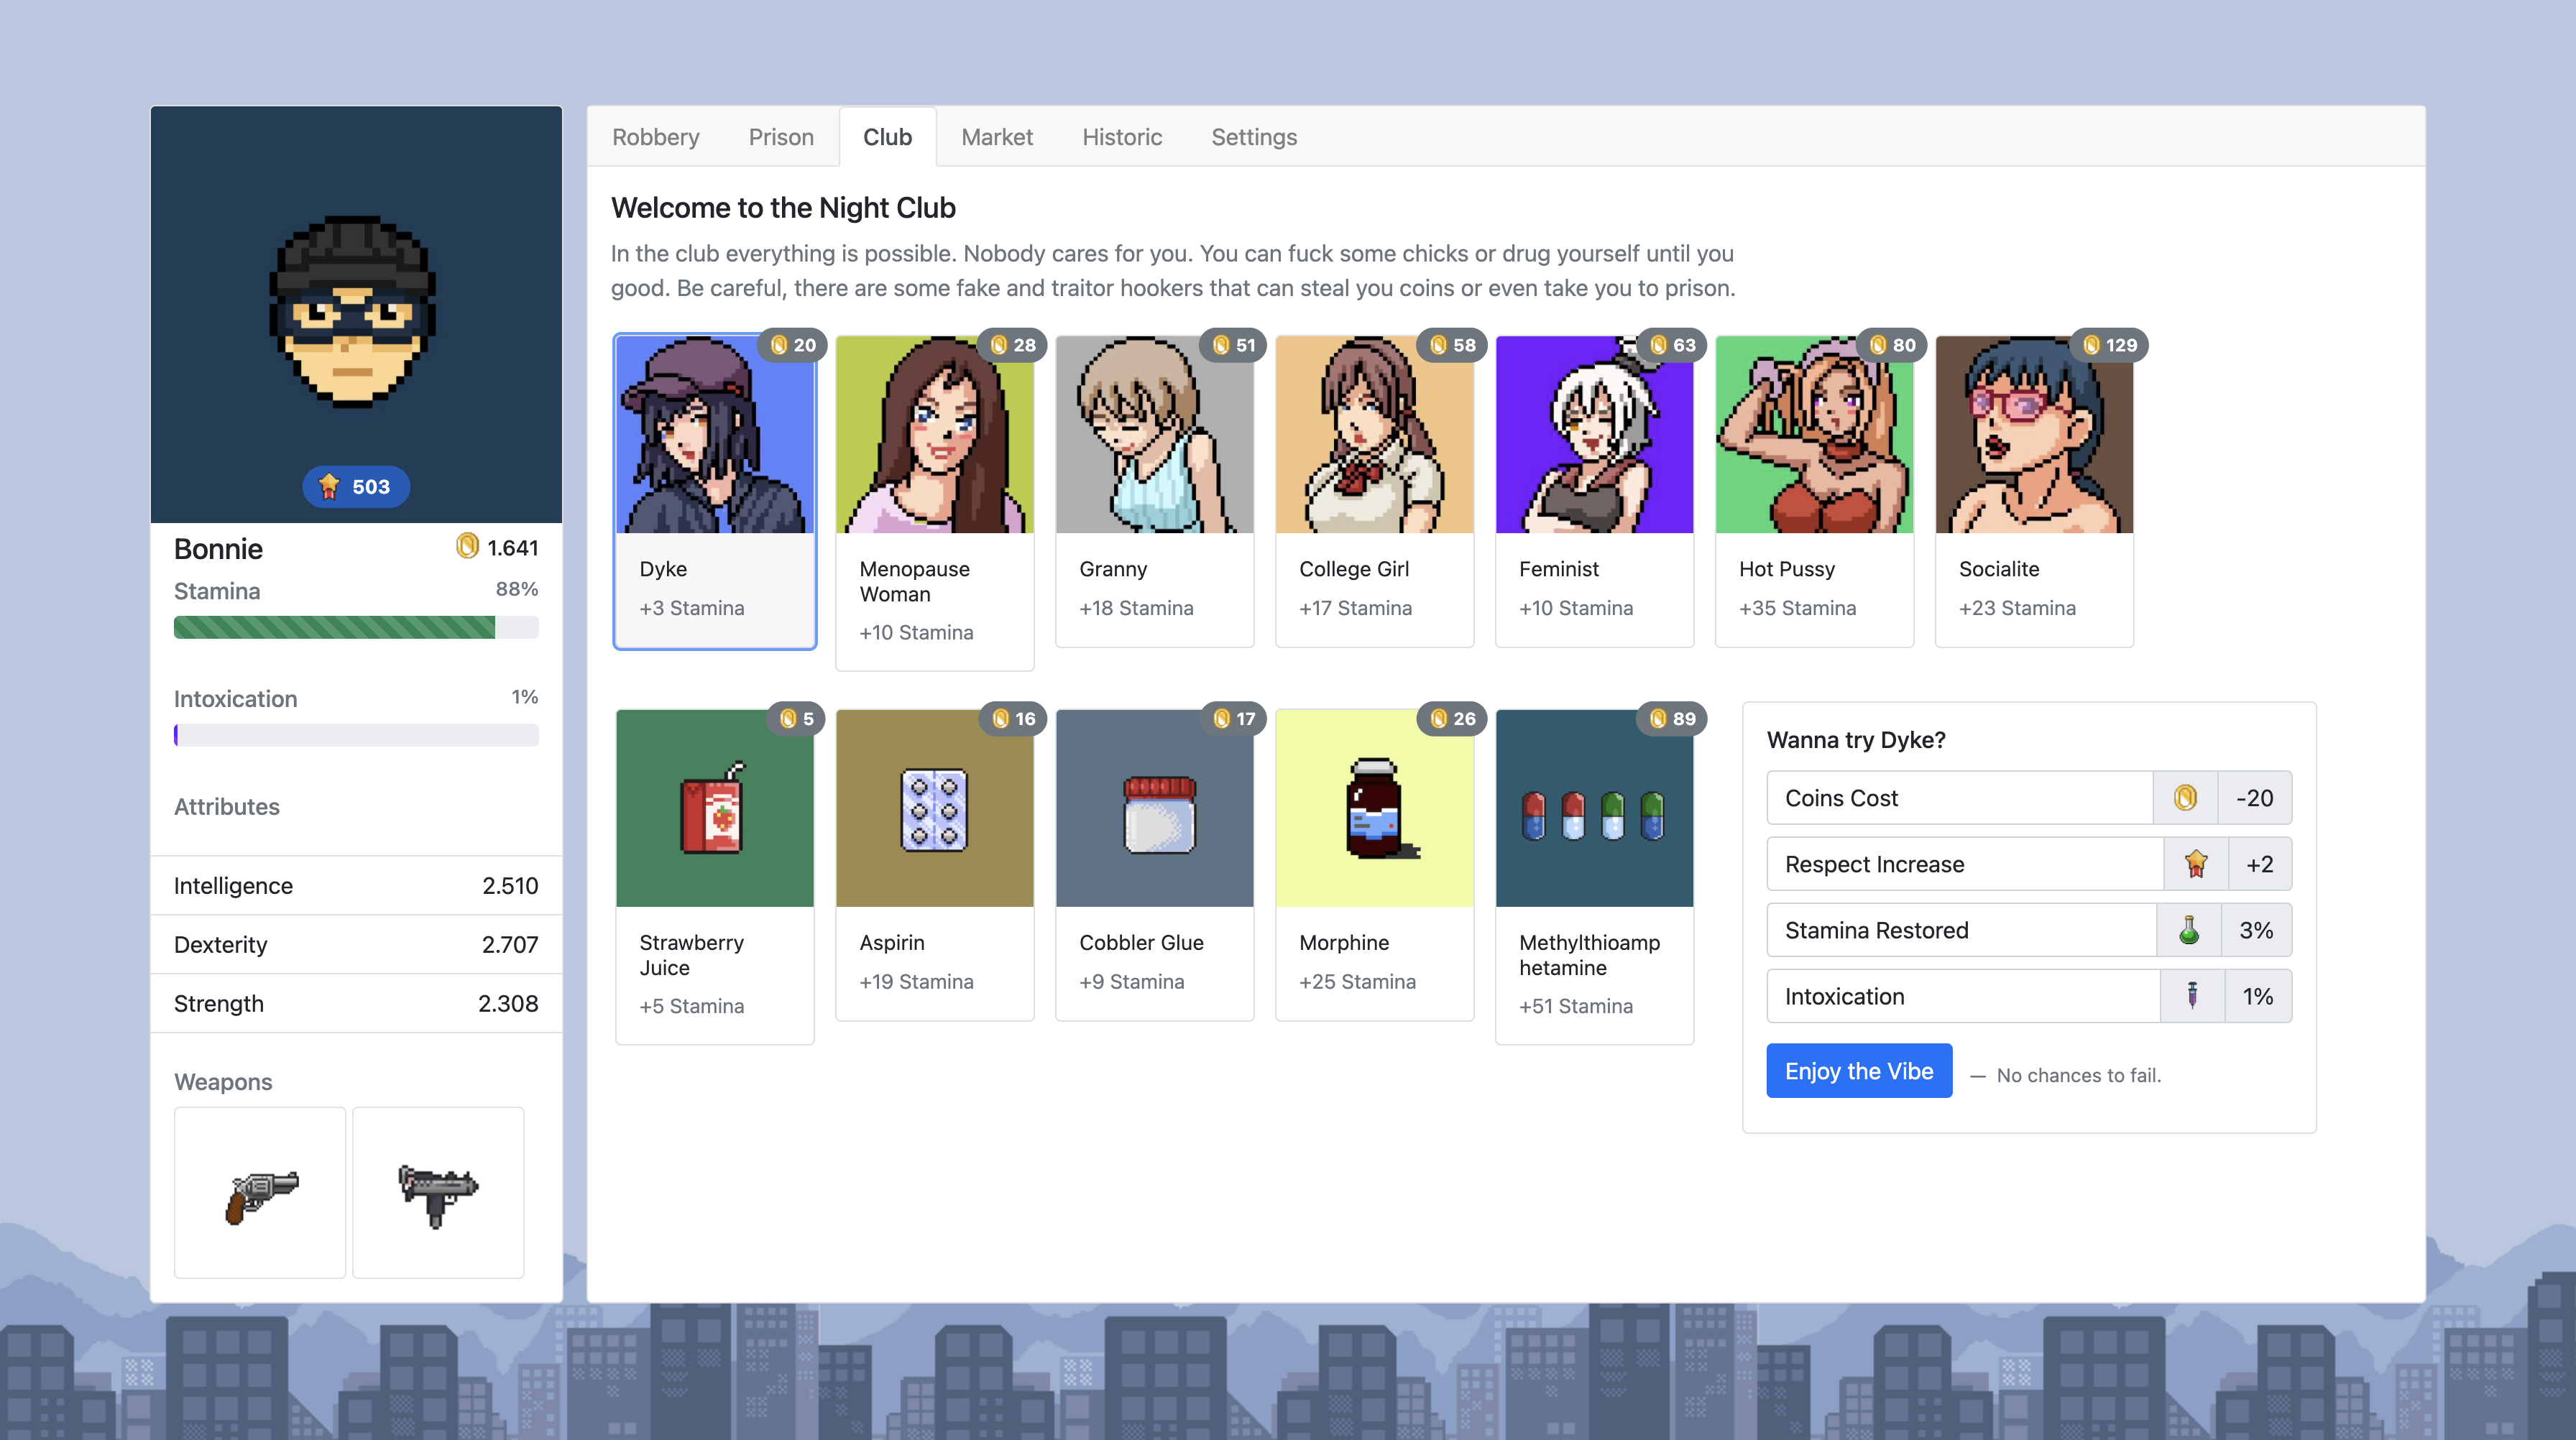 Robbery Prison Club Market Historic Settings
503
Bonnie 1.641
Stamina 88%
Intoxication 1%
Attributes
Intelligence 2.510
Dexterity 2.707
Strength 2.308
Weapons
Welcome to the Night Club
In the club everything is possible. Nobody cares for you. You can fuck some chicks or drug yourself until you
good. Be careful, there are some fake and traitor hookers that can steal you coins or even take you to prison.
20
Dyke
+3 Stamina
28
Menopause
Woman
+10 Stamina
51
Granny
+18 Stamina
58
College Girl
+17 Stamina
63
Feminist
+10 Stamina
80
Hot Pussy
+35 Stamina
129
Socialite
+23 Stamina
5
Strawberry
Juice
+5 Stamina
16
Aspirin
+19 Stamina
17
Cobbler Glue
+9 Stamina
26
Morphine
+25 Stamina
89
Methylthioamp
hetamine
+51 Stamina
Wanna try Dyke?
Coins Cost -20
Respect Increase +2
Stamina Restored 3%
Intoxication 1%
Enjoy the Vibe — No chances to fail.